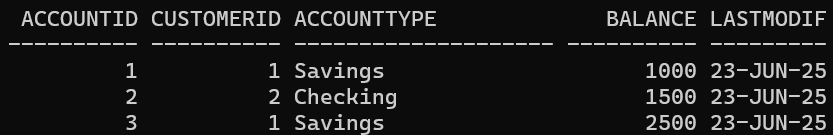 ACCOUNTID CUSTOMERID ACCOUNTTYPE             BALANCE LASTMODIF
---------- ---------- -------------------- ---------- ---------
         1          1 Savings                    1000 23-JUN-25
         2          2 Checking                   1500 23-JUN-25
         3          1 Savings                    2500 23-JUN-25